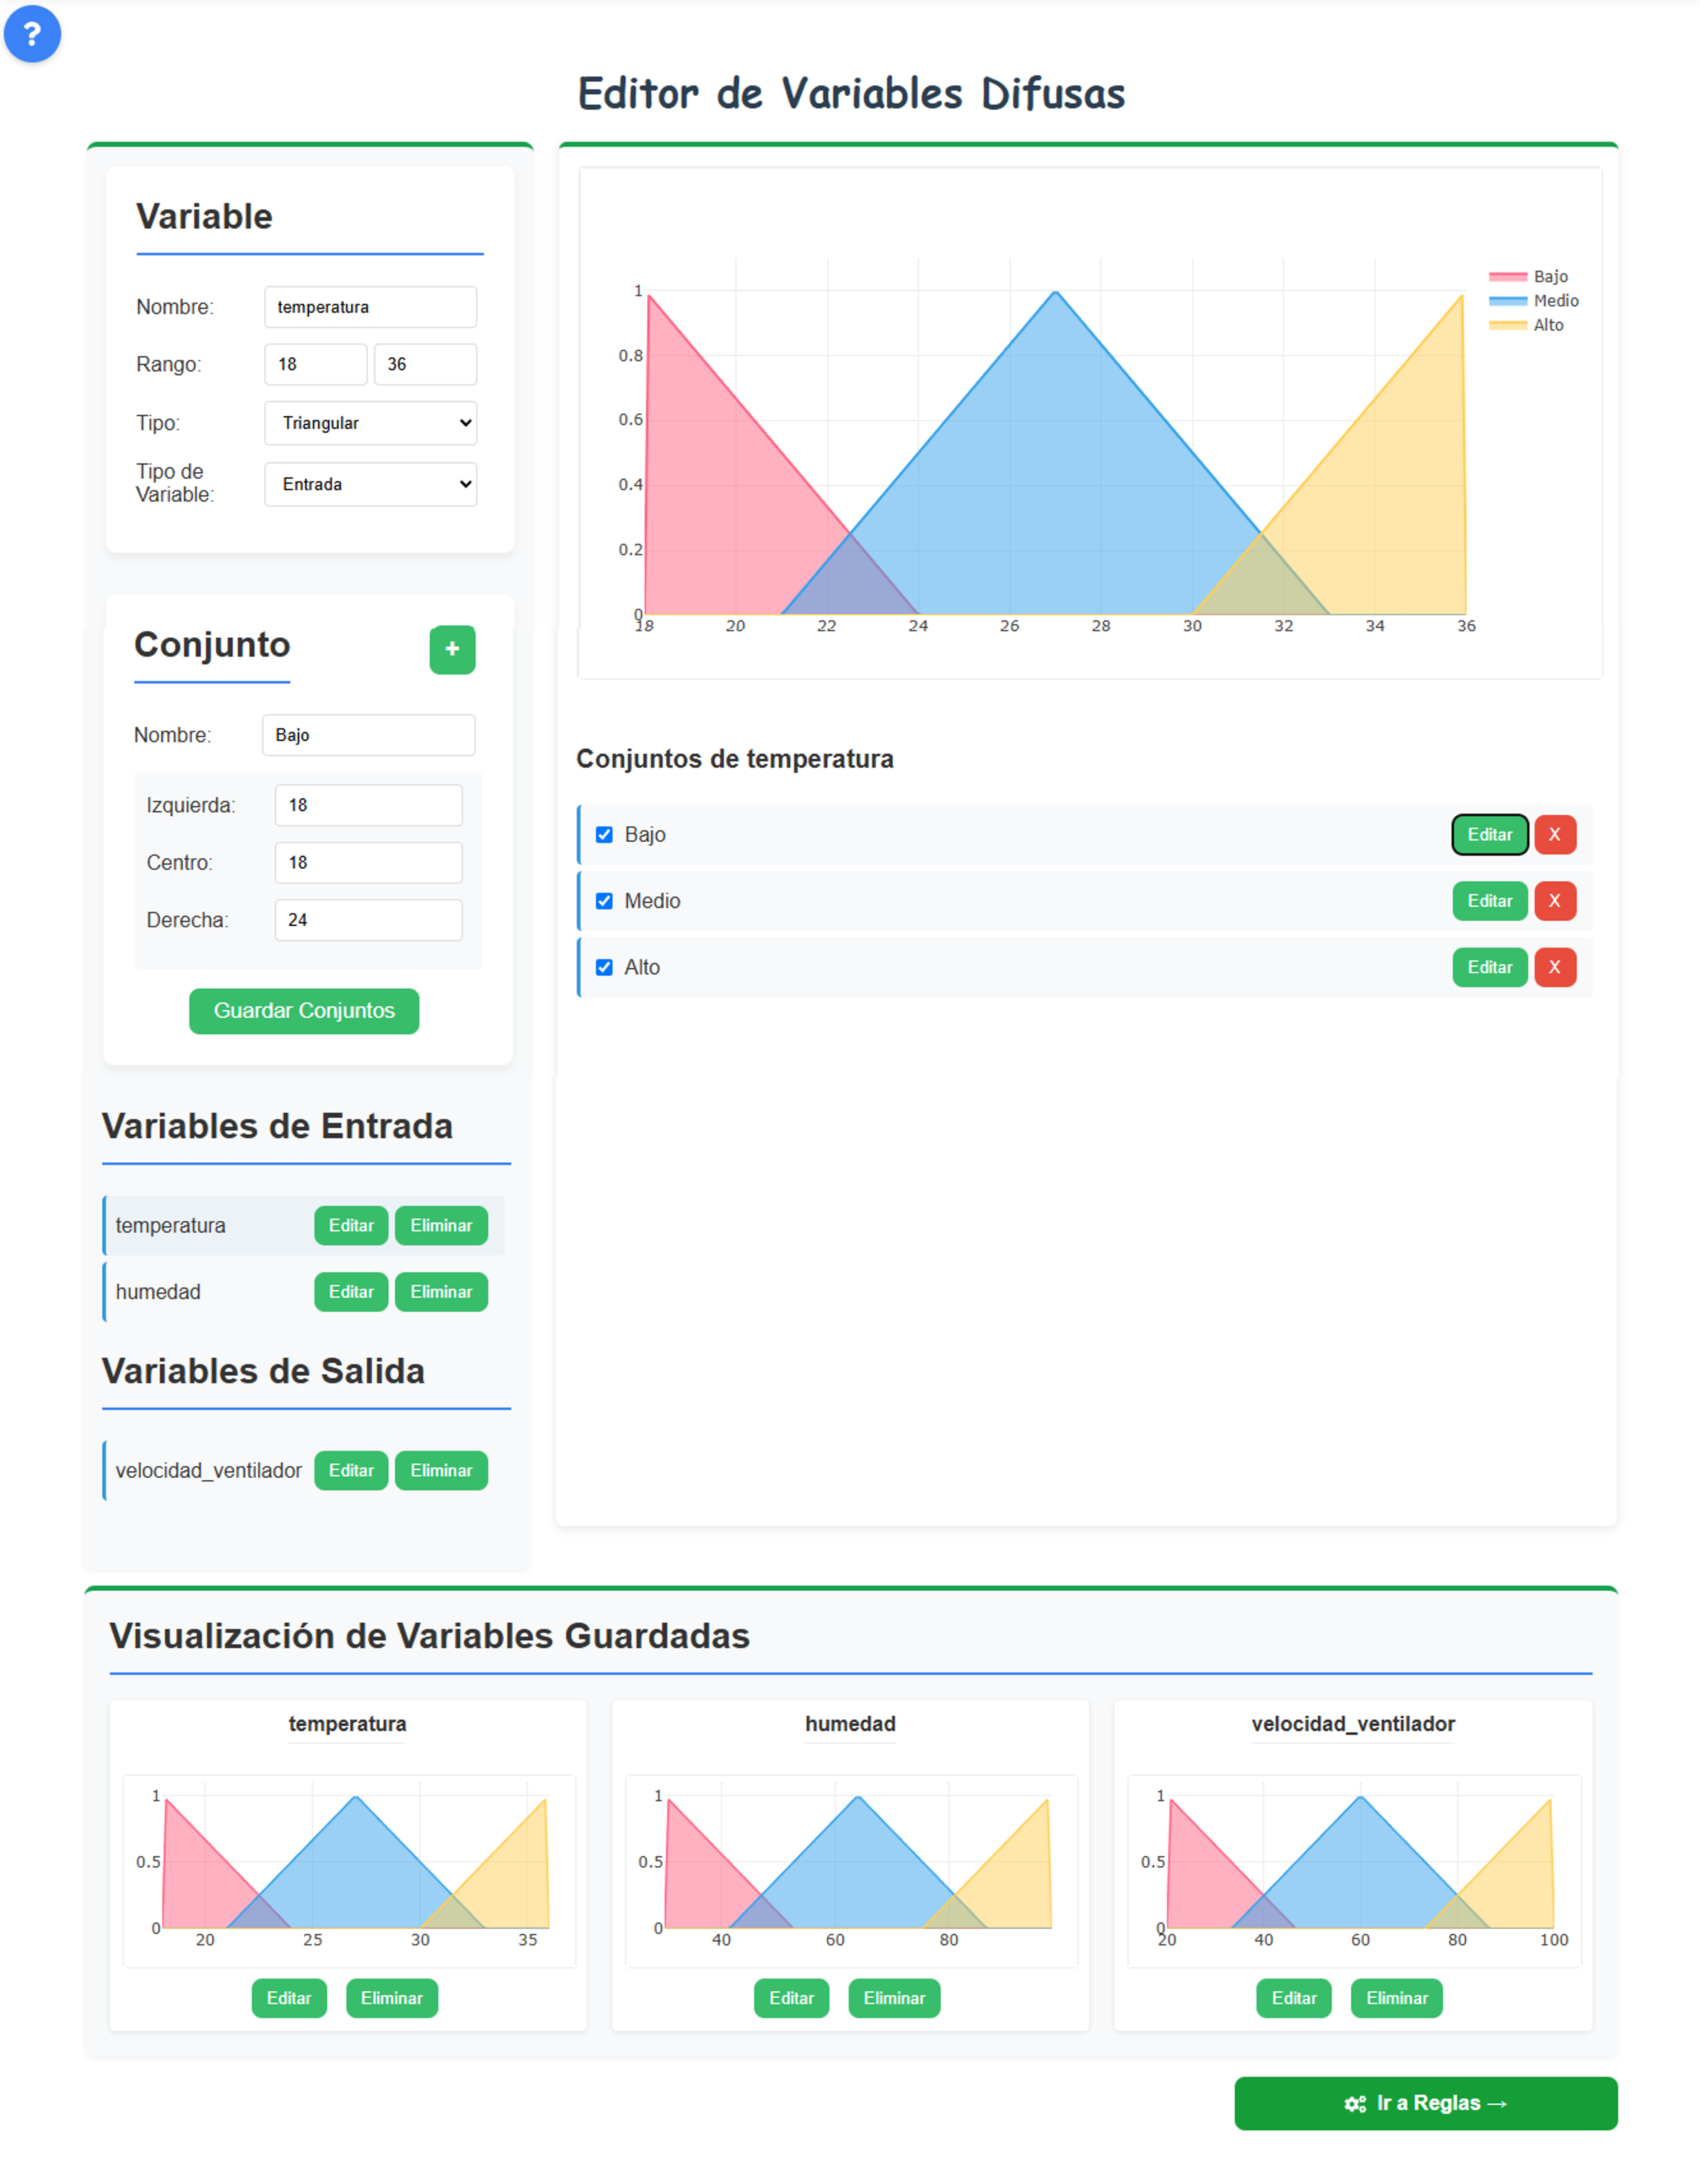 ?
Editor de Variables Difusas
Variable
Nombre: temperatura
Rango: 18 36
Tipo: Triangular
Tipo de
Variable: Entrada
Conjunto +
Nombre: Bajo
Izquierda: 18
Centro: 18
Derecha: 24
Guardar Conjuntos
Variables de Entrada
temperatura Editar Eliminar
humedad Editar Eliminar
Variables de Salida
velocidad_ventilador Editar Eliminar
1
0.8
0.6
0.4
0.2
0
18 20 22 24 26 28 30 32 34 36
Bajo
Medio
Alto
Conjuntos de temperatura
Bajo Editar X
Medio Editar X
Alto Editar X
Visualización de Variables Guardadas
temperatura
1
0.5
0
20 25 30 35
Editar Eliminar
humedad
1
0.5
0
40 60 80
Editar Eliminar
velocidad_ventilador
1
0.5
0
20 40 60 80 100
Editar Eliminar
Ir a Reglas →